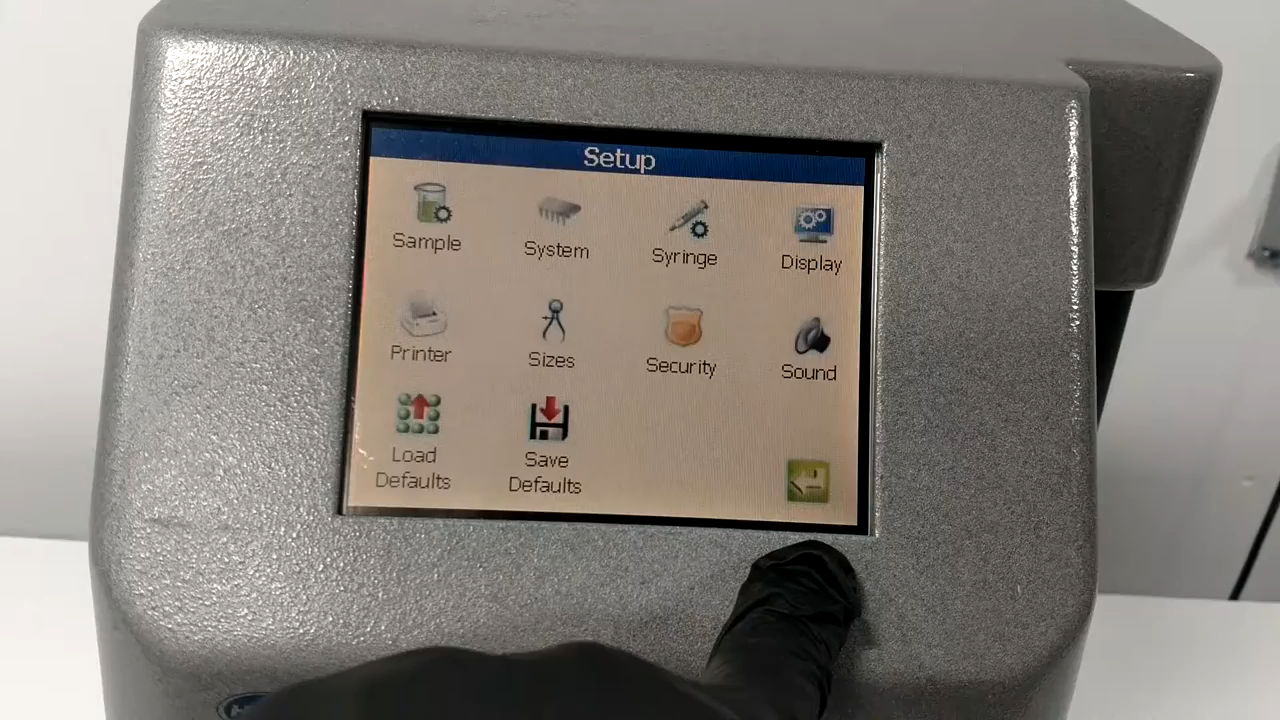 Setup
Sample
System
Syringe
Display
Printer
Sizes
Security
Sound
Load
Defaults
Save
Defaults